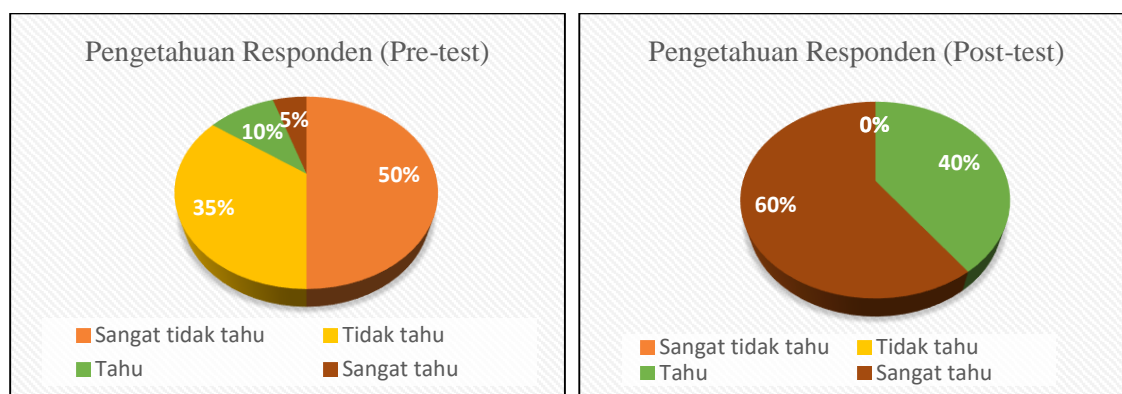 Pengetahuan Responden (Pre-test)
5%
10%
50%
35%
Sangat tidak tahu
Tidak tahu
Tahu
Sangat tahu
Pengetahuan Responden (Post-test)
0%
40%
60%
Sangat tidak tahu
Tidak tahu
Tahu
Sangat tahu